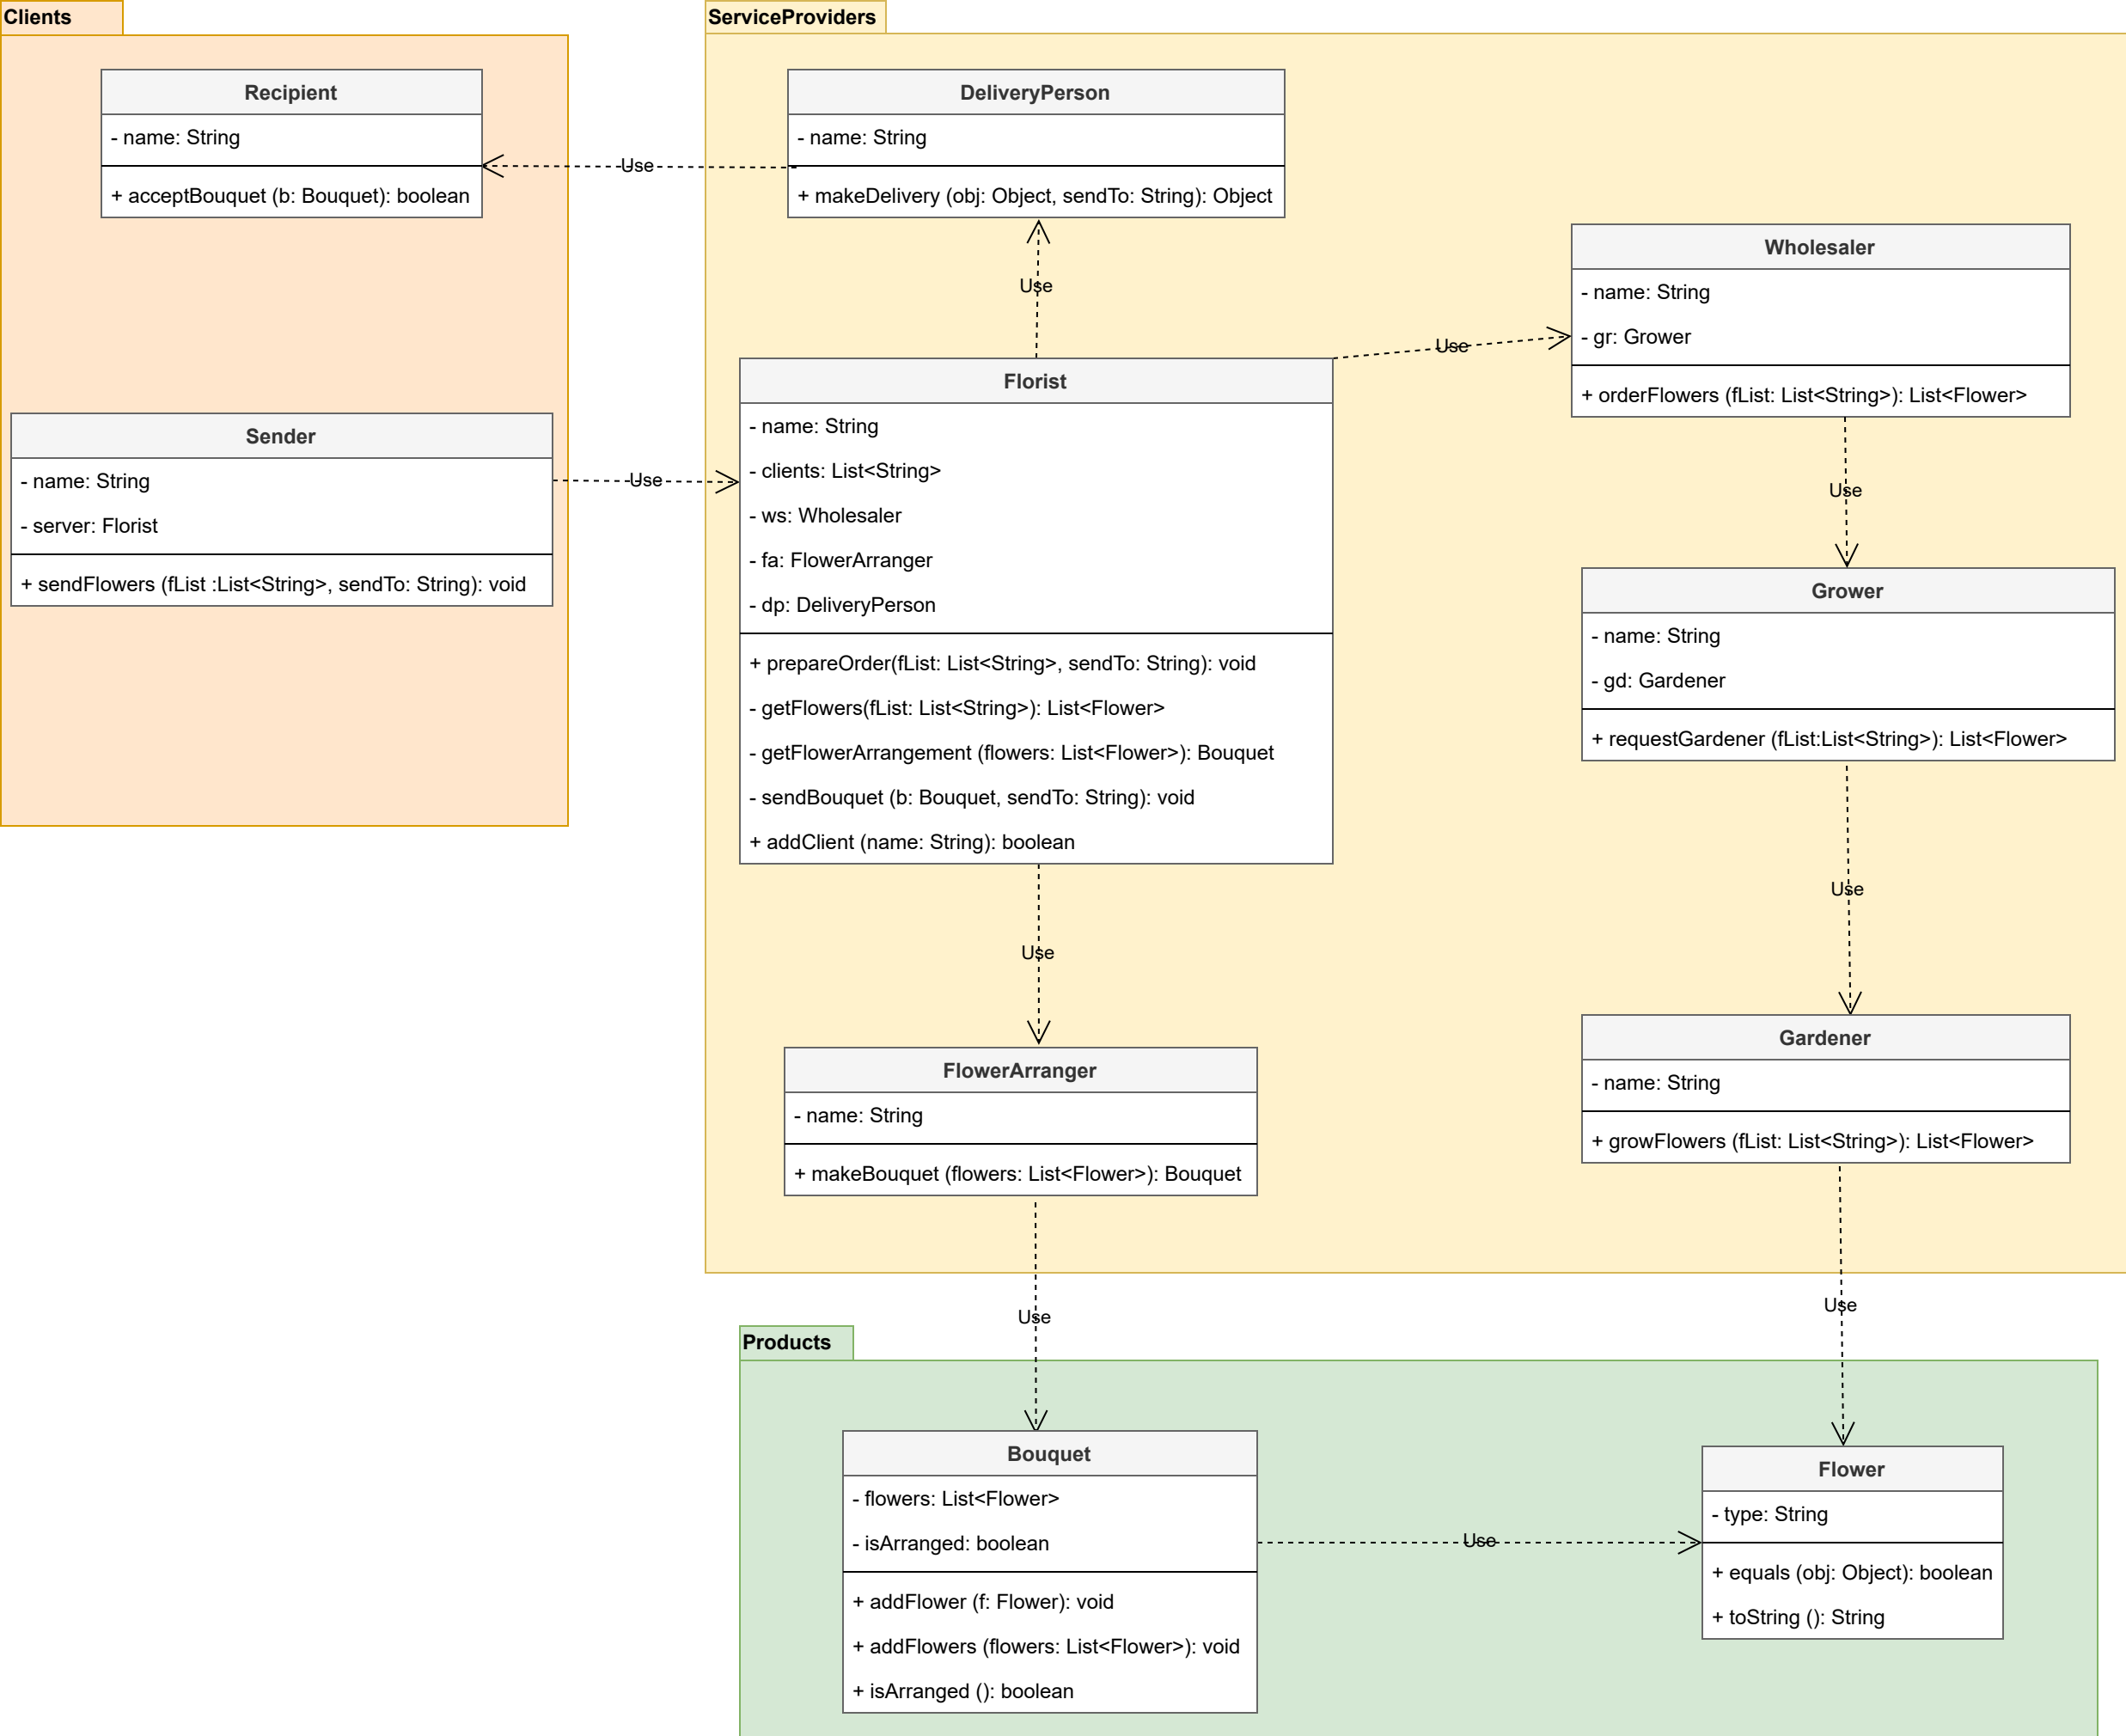 Clients
Recipient
- name: String
+ acceptBouquet (b: Bouquet): boolean
Sender
- name: String
- server: Florist
+ sendFlowers (fList :List<String>, sendTo: String): void
Use
Use
ServiceProviders
DeliveryPerson
- name: String
+ makeDelivery (obj: Object, sendTo: String): Object
Use
Florist
- name: String
- clients: List<String>
- ws: Wholesaler
- fa: FlowerArranger
- dp: DeliveryPerson
+ prepareOrder(fList: List<String>, sendTo: String): void
- getFlowers(fList: List<String>): List<Flower>
- getFlowerArrangement (flowers: List<Flower>): Bouquet
- sendBouquet (b: Bouquet, sendTo: String): void
+ addClient (name: String): boolean
Use
Wholesaler
- name: String
- gr: Grower
+ orderFlowers (fList: List<String>): List<Flower>
Use
Grower
- name: String
- gd: Gardener
+ requestGardener (fList:List<String>): List<Flower>
Use
Use
FlowerArranger
- name: String
+ makeBouquet (flowers: List<Flower>): Bouquet
Gardener
- name: String
+ growFlowers (fList: List<String>): List<Flower>
Use
Use
Products
Bouquet
- flowers: List<Flower>
- isArranged: boolean
+ addFlower (f: Flower): void
+ addFlowers (flowers: List<Flower>): void
+ isArranged (): boolean
Use
Flower
- type: String
+ equals (obj: Object): boolean
+ toString (): String